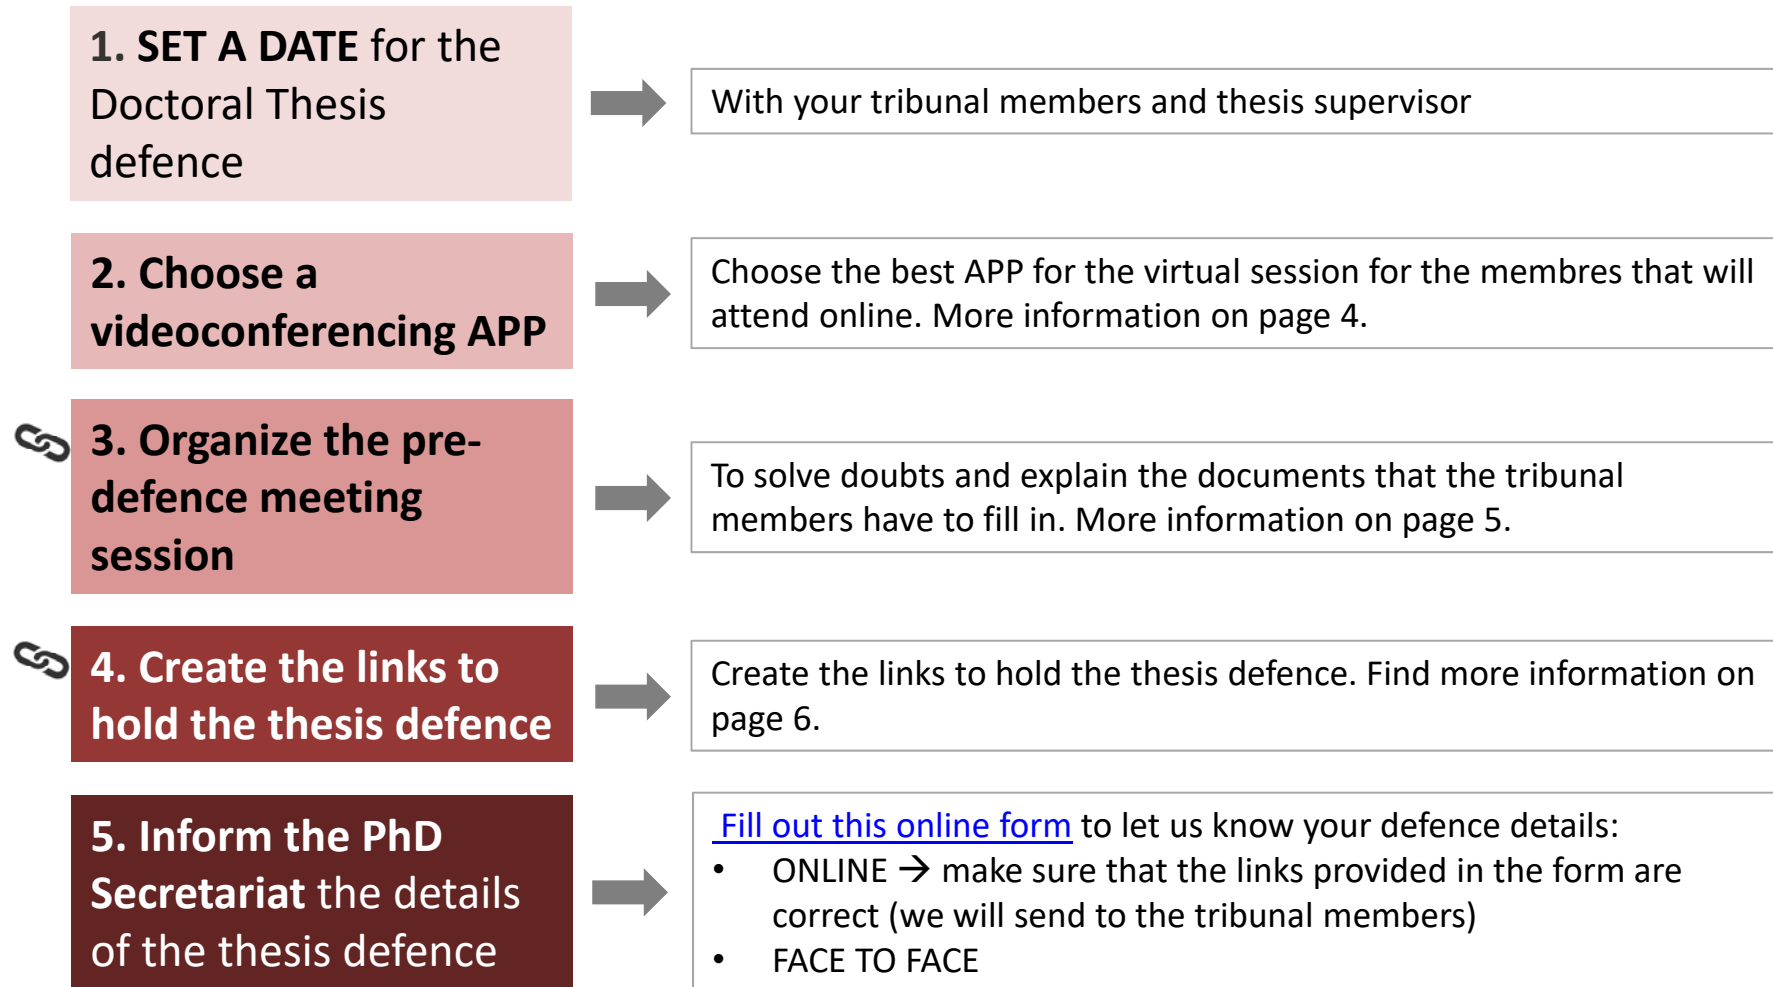 1. SET A DATE for the
Doctoral Thesis
defence
With your tribunal members and thesis supervisor
2. Choose a
videoconferencing APP
Choose the best APP for the virtual session for the membres that will
attend online. More information on page 4.
3. Organize the pre-
defence meeting
session
To solve doubts and explain the documents that the tribunal
members have to fill in. More information on page 5.
4. Create the links to
hold the thesis defence
Create the links to hold the thesis defence. Find more information on
page 6.
5. Inform the PhD
Secretariat the details
of the thesis defence
Fill out this online form to let us know your defence details:
• ONLINE → make sure that the links provided in the form are
correct (we will send to the tribunal members)
• FACE TO FACE